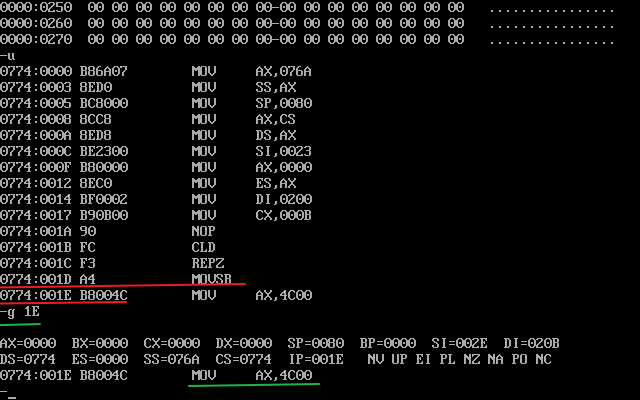 0000:0250  00 00 00 00 00 00 00 00-00 00 00 00 00 00 00 00   ................
0000:0260  00 00 00 00 00 00 00 00-00 00 00 00 00 00 00 00   ................
0000:0270  00 00 00 00 00 00 00 00-00 00 00 00 00 00 00 00   ................
-u
0774:0000 B86A07        MOV     AX,076A
0774:0003 8ED0          MOV     SS,AX
0774:0005 BC8000        MOV     SP,0080
0774:0008 8CC8          MOV     AX,CS
0774:000A 8ED8          MOV     DS,AX
0774:000C BE2300        MOV     SI,0023
0774:000F B80000        MOV     AX,0000
0774:0012 8EC0          MOV     ES,AX
0774:0014 BF0002        MOV     DI,0200
0774:0017 B90B00        MOV     CX,000B
0774:001A 90            NOP
0774:001B FC            CLD
0774:001C F3            REPZ
0774:001D A4            MOVSB
0774:001E B8004C        MOV     AX,4C00
-g 1E
AX=0000  BX=0000  CX=0000  DX=0000  SP=0080  BP=0000  SI=002E  DI=020B
DS=0774  ES=0000  SS=076A  CS=0774  IP=001E   NV UP EI PL NZ NA PO NC
0774:001E B8004C        MOV     AX,4C00
-